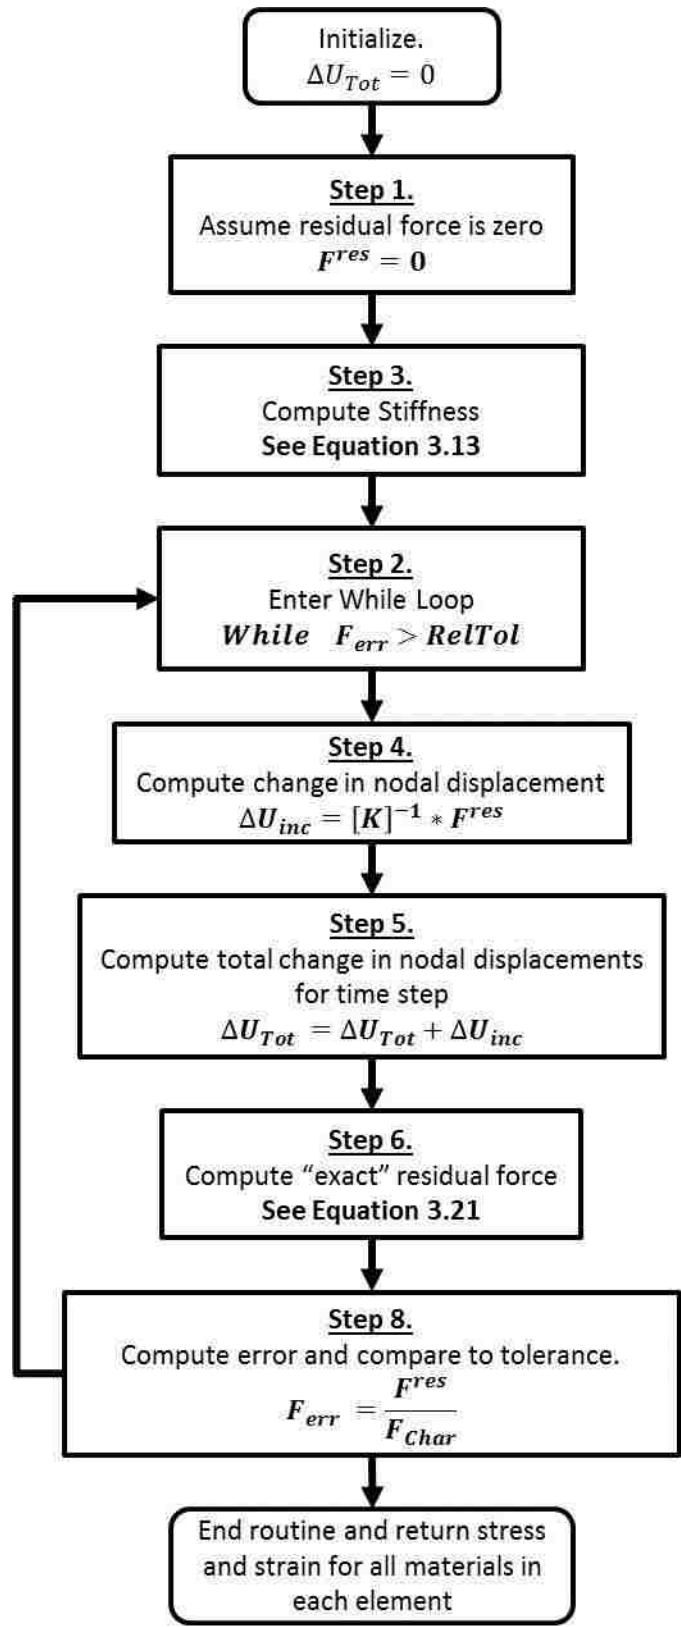 Initialize.
ΔU_Tot = 0
Step 1.
Assume residual force is zero
F^res = 0
Step 3.
Compute Stiffness
See Equation 3.13
Step 2.
Enter While Loop
While F_err > RelTol
Step 4.
Compute change in nodal displacement
ΔU_inc = [K]^−1 * F^res
Step 5.
Compute total change in nodal displacements
for time step
ΔU_Tot = ΔU_Tot + ΔU_inc
Step 6.
Compute “exact” residual force
See Equation 3.21
Step 8.
Compute error and compare to tolerance.
F_err = F^res / F_Char
End routine and return stress
and strain for all materials in
each element